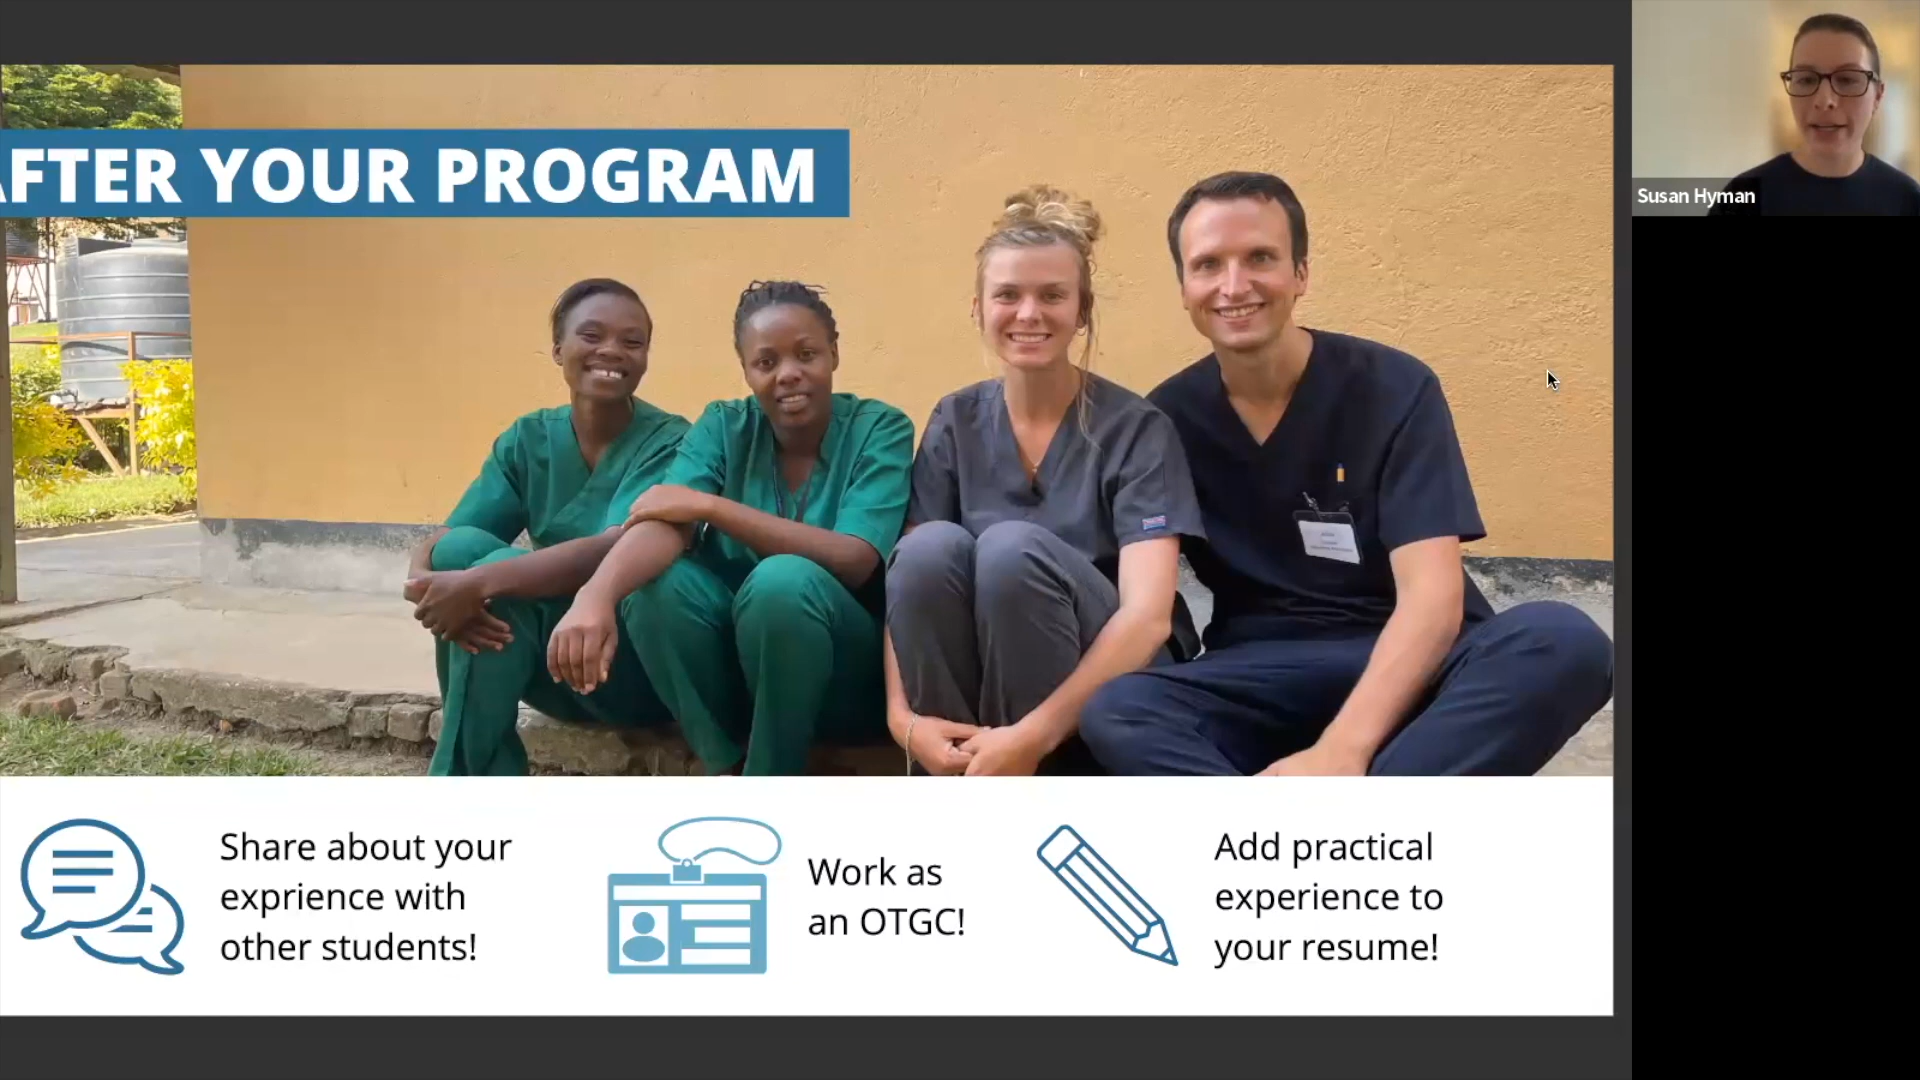 AFTER YOUR PROGRAM
Susan Hyman
Share about your
exprience with
other students!
Work as
an OTGC!
Add practical
experience to
your resume!